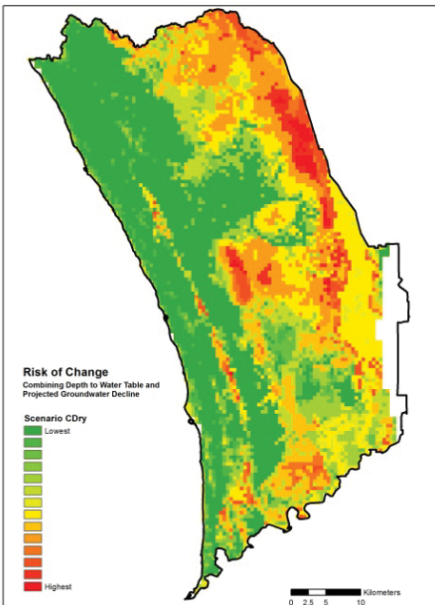 Risk of Change
Combining Depth to Water Table and
Projected Groundwater Decline
Scenario CDry
Lowest
Highest
Kilometers
0 2.5 5 10